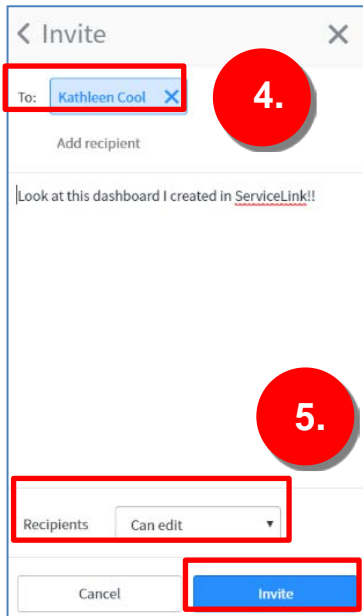 Invite
To: Kathleen Cool
4.
Add recipient
Look at this dashboard I created in ServiceLink!!
5.
Recipients Can edit
Cancel Invite